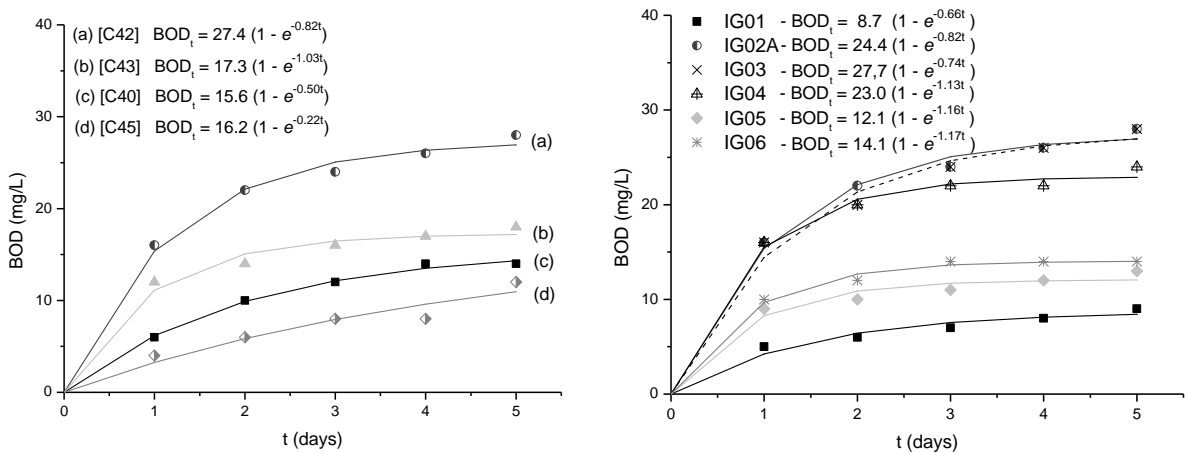 (a) [C42] BOD_t = 27.4 (1 - e^-0.82t)
(b) [C43] BOD_t = 17.3 (1 - e^-1.03t)
(c) [C40] BOD_t = 15.6 (1 - e^-0.50t)
(d) [C45] BOD_t = 16.2 (1 - e^-0.22t)
40
30
20
10
0
BOD (mg/L)
(a)
(b)
(c)
(d)
0 1 2 3 4 5
t (days)
IG01 - BOD_t = 8.7 (1 - e^-0.66t)
IG02A - BOD_t = 24.4 (1 - e^-0.82t)
IG03 - BOD_t = 27,7 (1 - e^-0.74t)
IG04 - BOD_t = 23.0 (1 - e^-1.13t)
IG05 - BOD_t = 12.1 (1 - e^-1.16t)
IG06 - BOD_t = 14.1 (1 - e^-1.17t)
40
30
20
10
0
BOD (mg/L)
0 1 2 3 4 5
t (days)